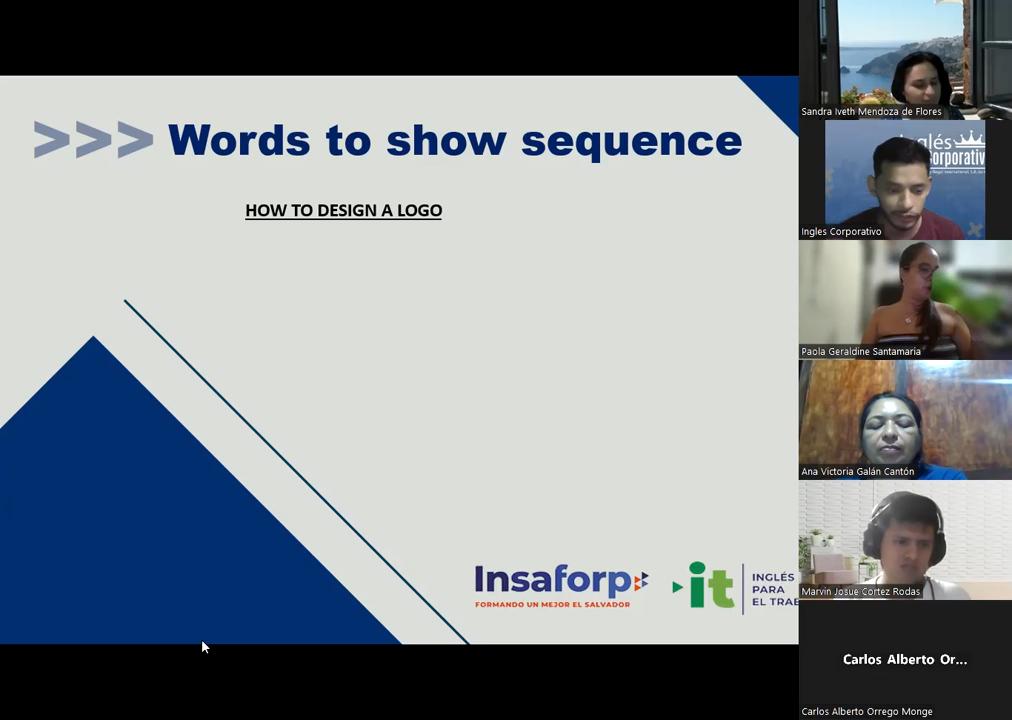 >>> Words to show sequence
HOW TO DESIGN A LOGO
Insaforp
FORMANDO UN MEJOR EL SALVADOR
it
INGLÉS
PARA
EL TRAB
Sandra Iveth Mendoza de Flores
Inglés
orporativ
Ingles Corporativo
Paola Geraldine Santamaria
Ana Victoria Galán Cantón
Marvin Josue Cortez Rodas
Carlos Alberto Or...
Carlos Alberto Orrego Monge